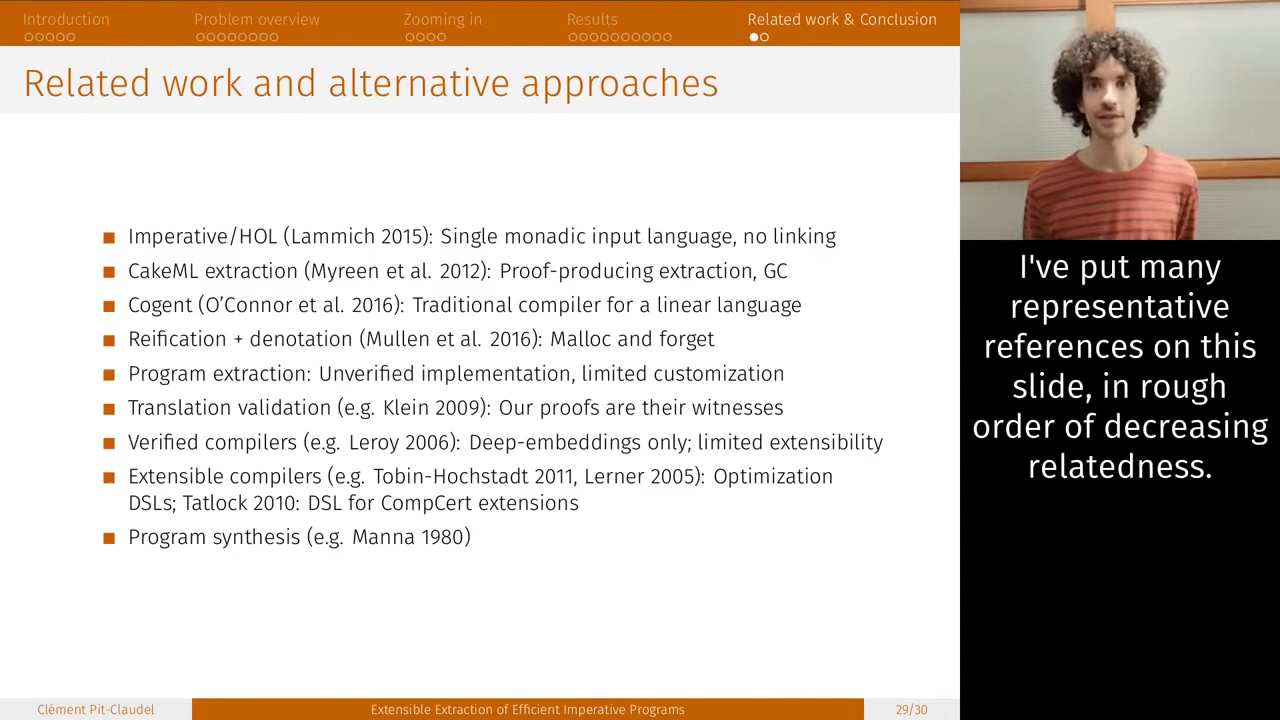 Introduction
Problem overview
Zooming in
Results
Related work & Conclusion
Related work and alternative approaches
Imperative/HOL (Lammich 2015): Single monadic input language, no linking
CakeML extraction (Myreen et al. 2012): Proof-producing extraction, GC
Cogent (O’Connor et al. 2016): Traditional compiler for a linear language
Reification + denotation (Mullen et al. 2016): Malloc and forget
Program extraction: Unverified implementation, limited customization
Translation validation (e.g. Klein 2009): Our proofs are their witnesses
Verified compilers (e.g. Leroy 2006): Deep-embeddings only; limited extensibility
Extensible compilers (e.g. Tobin-Hochstadt 2011, Lerner 2005): Optimization
DSLs; Tatlock 2010: DSL for CompCert extensions
Program synthesis (e.g. Manna 1980)
Clément Pit-Claudel
Extensible Extraction of Efficient Imperative Programs
29/30
I've put many
representative
references on this
slide, in rough
order of decreasing
relatedness.